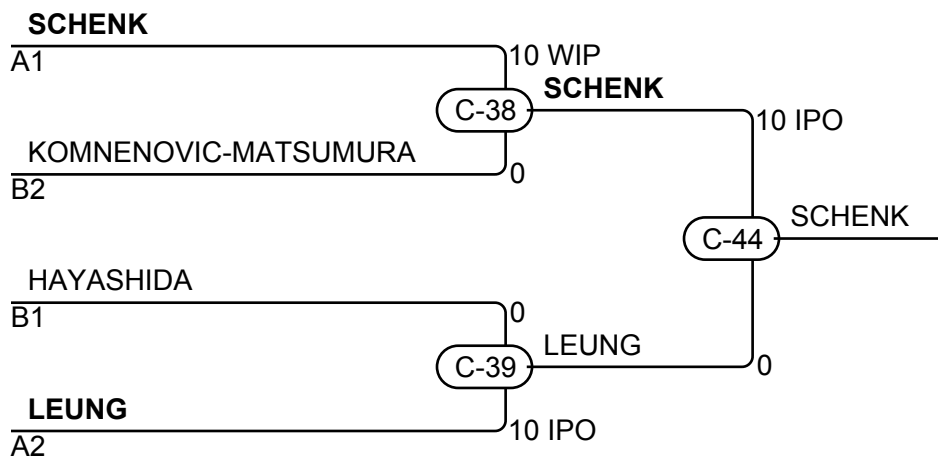 SCHENK
A1
10 WIP
C-38
SCHENK
10 IPO
KOMNENOVIC-MATSUMURA
B2
0
C-44
SCHENK
HAYASHIDA
B1
0
C-39
LEUNG
0
LEUNG
A2
10 IPO